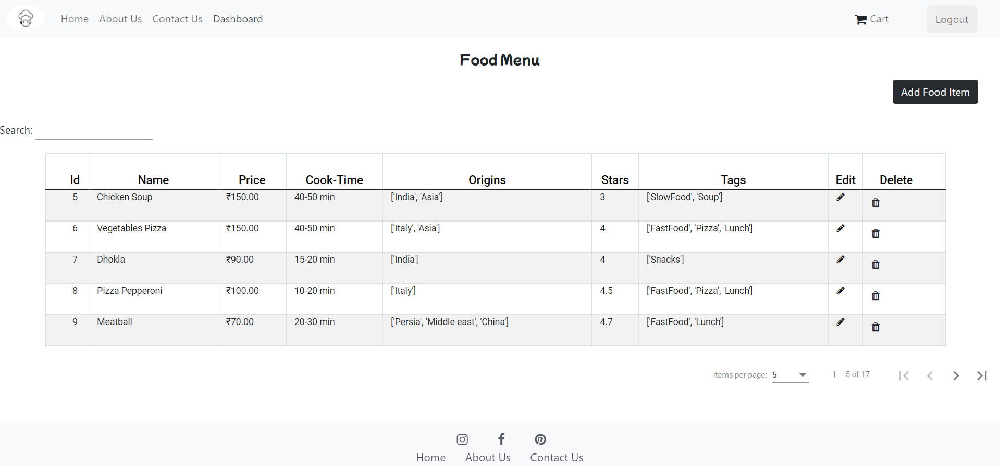 Home About Us Contact Us Dashboard Cart Logout
Food Menu
Add Food Item
Search:
Id Name Price Cook-Time Origins Stars Tags Edit Delete
5 Chicken Soup ₹150.00 40-50 min ['India', 'Asia'] 3 ['SlowFood', 'Soup']
6 Vegetables Pizza ₹150.00 40-50 min ['Italy', 'Asia'] 4 ['FastFood', 'Pizza', 'Lunch']
7 Dhokla ₹90.00 15-20 min ['India'] 4 ['Snacks']
8 Pizza Pepperoni ₹100.00 10-20 min ['Italy'] 4.5 ['FastFood', 'Pizza', 'Lunch']
9 Meatball ₹70.00 20-30 min ['Persia', 'Middle east', 'China'] 4.7 ['FastFood', 'Lunch']
Items per page: 5 1 – 5 of 17
Home About Us Contact Us